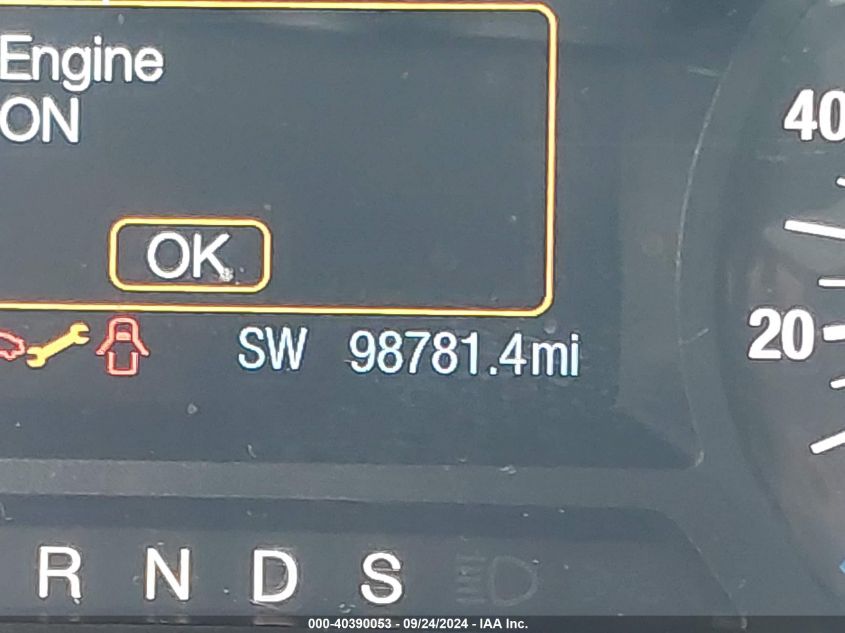 Engine
ON
40
OK
20
SW 98781.4mi
R N D S
000-40390053 - 09/24/2024 - IAA Inc.